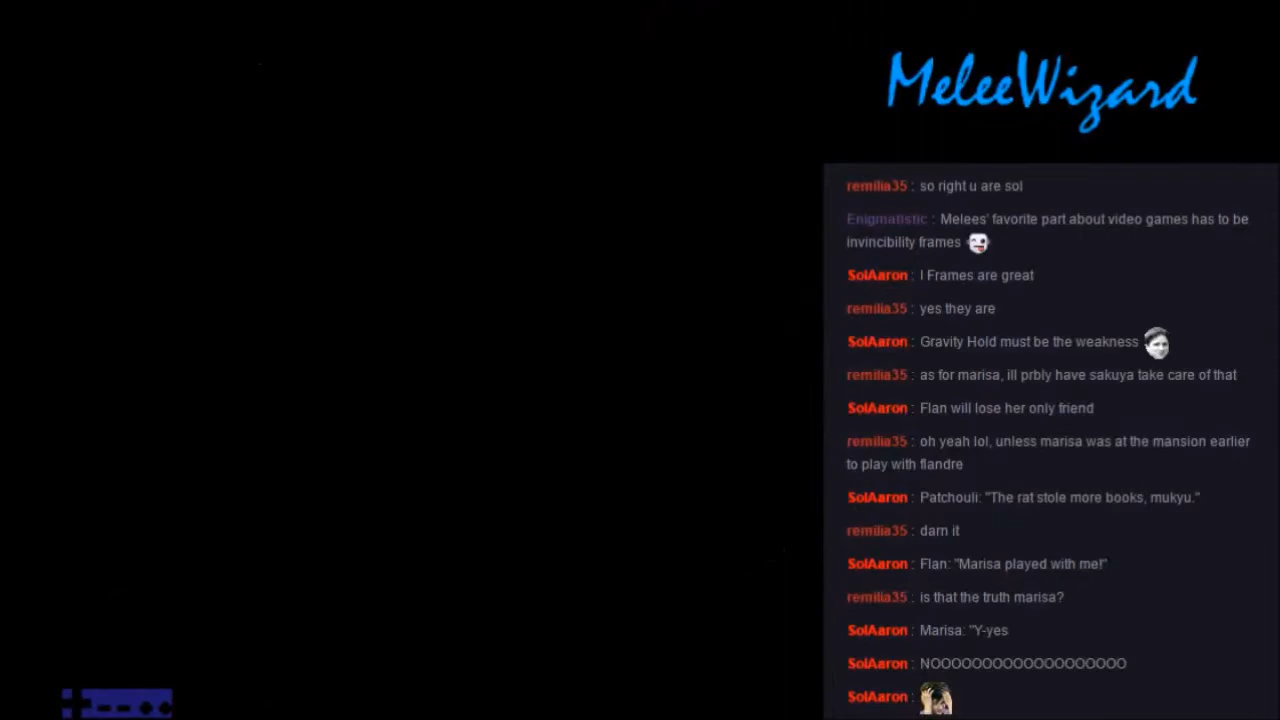 MeleeWizard
remilia35 : so right u are sol
Enigmatistic : Melees' favorite part about video games has to be
invincibility frames
SolAaron : I Frames are great
remilia35 : yes they are
SolAaron : Gravity Hold must be the weakness
remilia35 : as for marisa, ill prbly have sakuya take care of that
SolAaron : Flan will lose her only friend
remilia35 : oh yeah lol, unless marisa was at the mansion earlier
to play with flandre
SolAaron : Patchouli: "The rat stole more books, mukyu."
remilia35 : darn it
SolAaron : Flan: "Marisa played with me!"
remilia35 : is that the truth marisa?
SolAaron : Marisa: "Y-yes
SolAaron : NOOOOOOOOOOOOOOOOOOO
SolAaron :